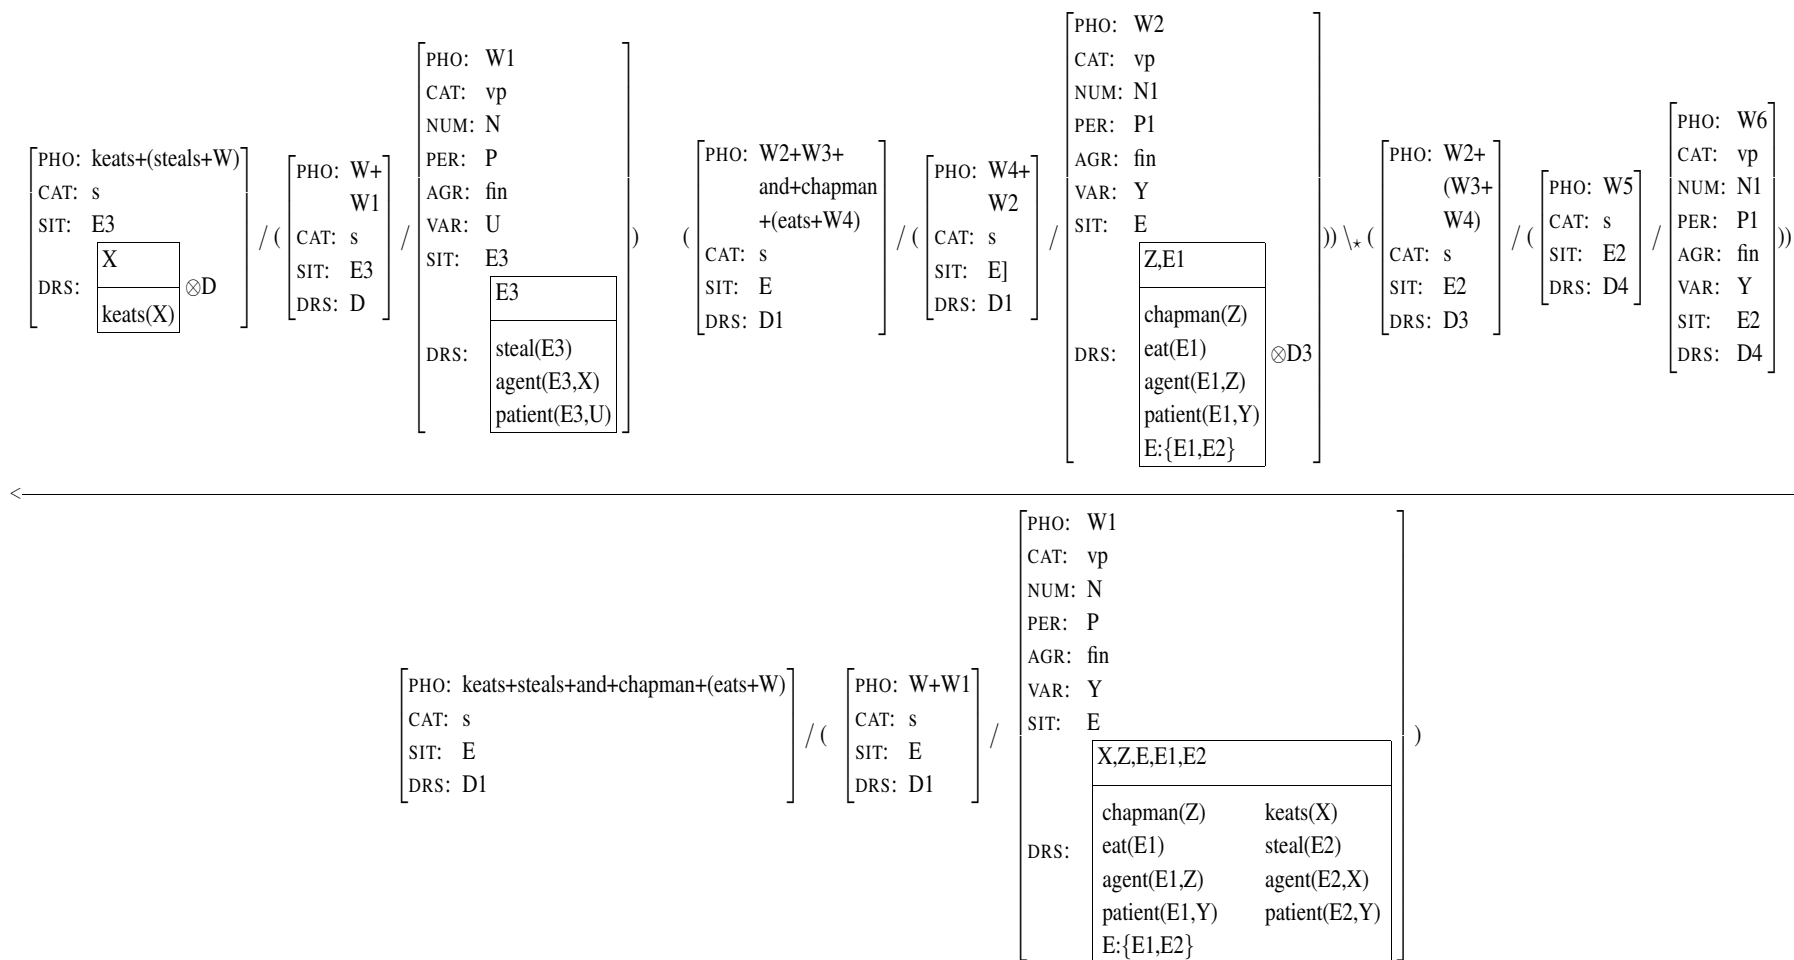 [PHO: keats+(steals+W)
CAT: s
SIT: E3
DRS: X
keats(X) ⊗D]
/ ( [PHO: W+
W1
CAT: s
SIT: E3
DRS: D]
/ [PHO: W1
CAT: vp
NUM: N
PER: P
AGR: fin
VAR: U
SIT: E3
DRS: E3
steal(E3)
agent(E3,X)
patient(E3,U)] )
( [PHO: W2+W3+
and+chapman
+(eats+W4)
CAT: s
SIT: E
DRS: D1]
/ ( [PHO: W4+
W2
CAT: s
SIT: E]
DRS: D1]
/ [PHO: W2
CAT: vp
NUM: N1
PER: P1
AGR: fin
VAR: Y
SIT: E
DRS: Z,E1
chapman(Z)
eat(E1)
agent(E1,Z)
patient(E1,Y)
E:{E1,E2} ⊗D3] )) \⋆ (
[PHO: W2+
(W3+
W4)
CAT: s
SIT: E2
DRS: D3]
/ ( [PHO: W5
CAT: s
SIT: E2
DRS: D4]
/ [PHO: W6
CAT: vp
NUM: N1
PER: P1
AGR: fin
VAR: Y
SIT: E2
DRS: D4] ))
<
[PHO: keats+steals+and+chapman+(eats+W)
CAT: s
SIT: E
DRS: D1]
/ ( [PHO: W+W1
CAT: s
SIT: E
DRS: D1]
/ [PHO: W1
CAT: vp
NUM: N
PER: P
AGR: fin
VAR: Y
SIT: E
DRS: X,Z,E,E1,E2
chapman(Z) keats(X)
eat(E1) steal(E2)
agent(E1,Z) agent(E2,X)
patient(E1,Y) patient(E2,Y)
E:{E1,E2}] )